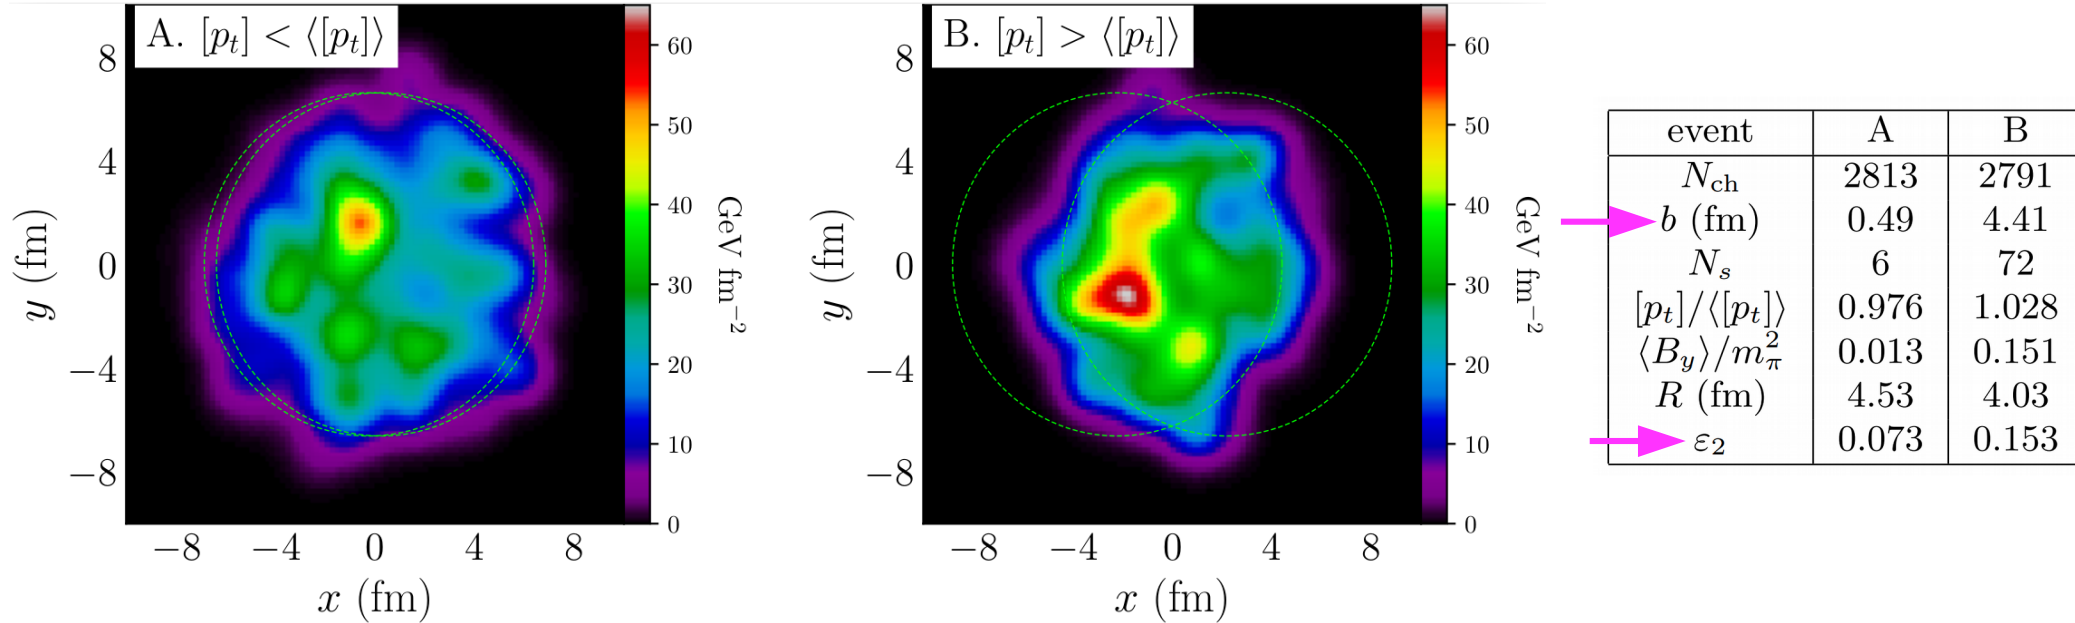 A. [p_t] < ⟨[p_t]⟩
8
4
0
−4
−8
y (fm)
−8 −4 0 4 8
x (fm)
60
50
40
30
20
10
0
GeV fm⁻²
B. [p_t] > ⟨[p_t]⟩
8
4
0
−4
−8
y (fm)
−8 −4 0 4 8
x (fm)
60
50
40
30
20
10
0
GeV fm⁻²
event A B
N_ch 2813 2791
b (fm) 0.49 4.41
N_s 6 72
[p_t]/⟨[p_t]⟩ 0.976 1.028
⟨B_y⟩/m_π² 0.013 0.151
R (fm) 4.53 4.03
ε₂ 0.073 0.153